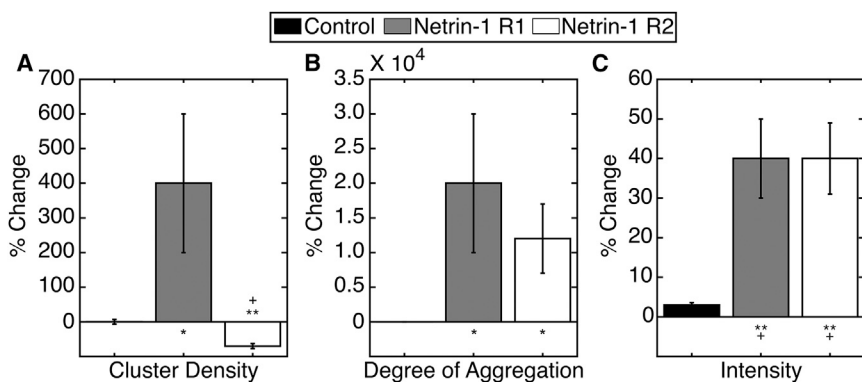 Control Netrin-1 R1 Netrin-1 R2
A
% Change
700
600
500
400
300
200
100
0
+
**
*
Cluster Density
B
X 10⁴
% Change
3.5
3.0
2.5
2.0
1.5
1.0
0.5
0
* *
Degree of Aggregation
C
% Change
60
50
40
30
20
10
0
** **
+ +
Intensity